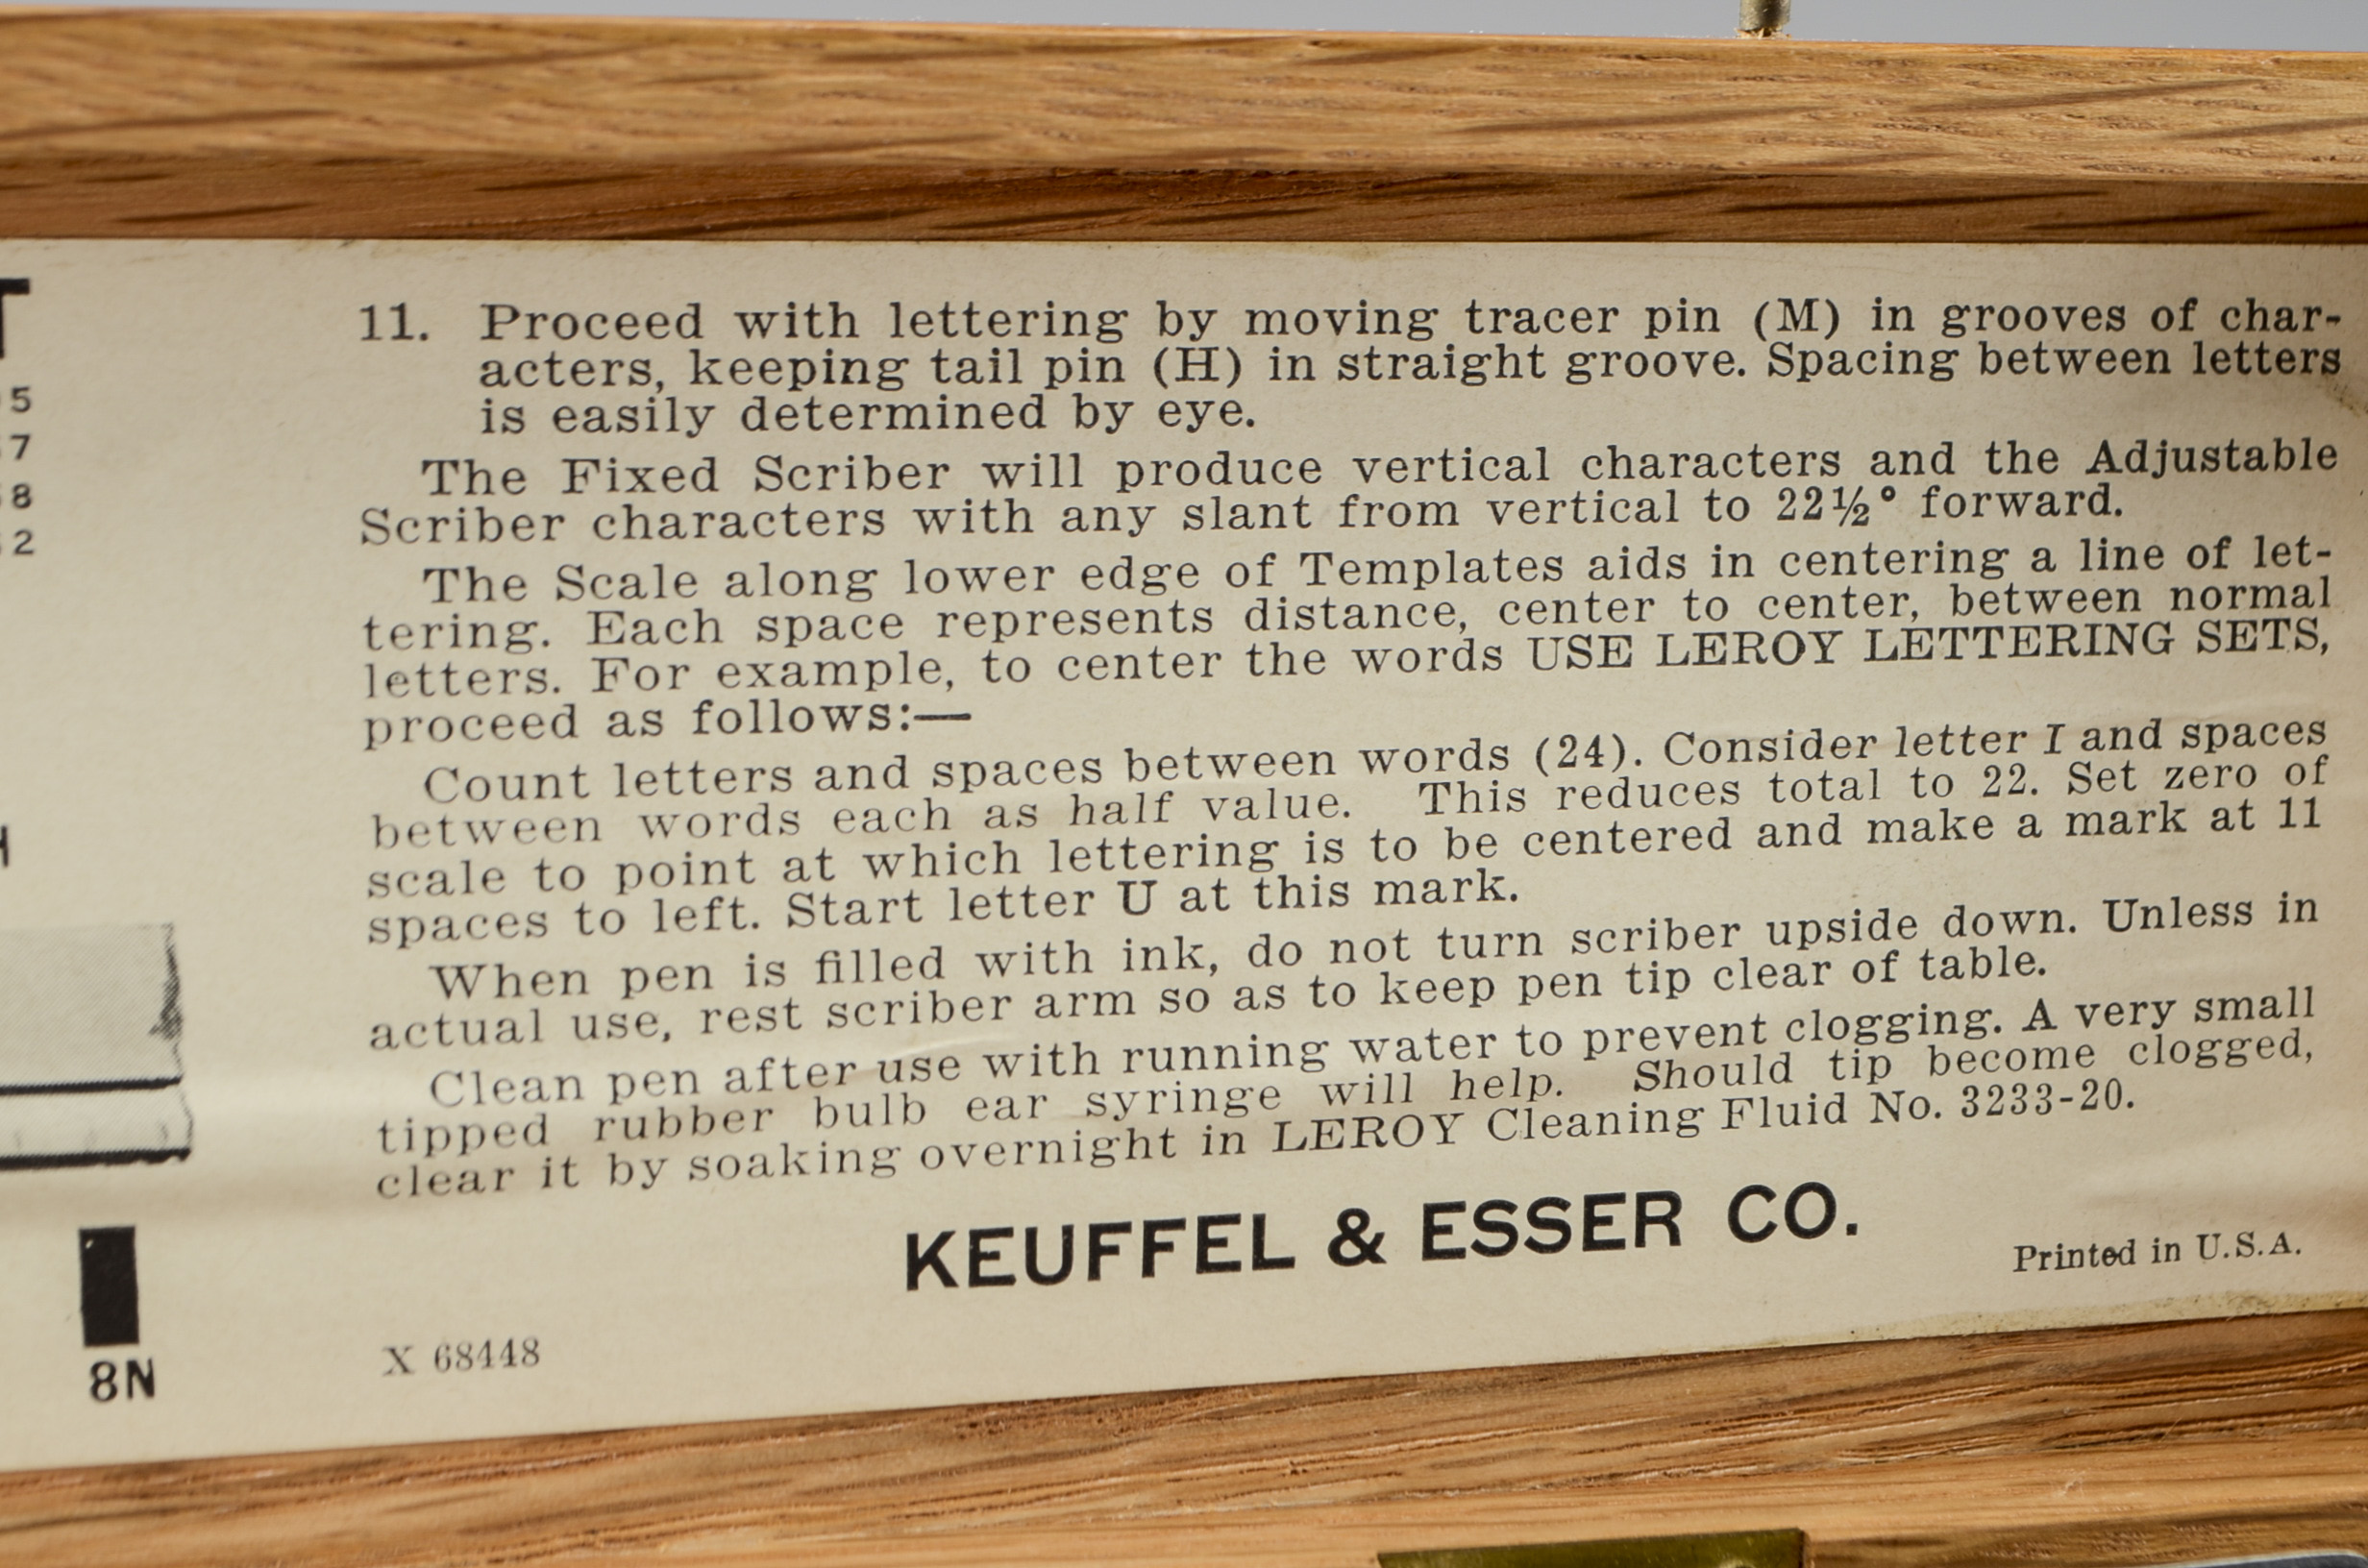 T
5
7
8
2
H
8N
11. Proceed with lettering by moving tracer pin (M) in grooves of char-
acters, keeping tail pin (H) in straight groove. Spacing between letters
is easily determined by eye.
The Fixed Scriber will produce vertical characters and the Adjustable
Scriber characters with any slant from vertical to 22½° forward.
The Scale along lower edge of Templates aids in centering a line of let-
tering. Each space represents distance, center to center, between normal
letters. For example, to center the words USE LEROY LETTERING SETS,
proceed as follows:—
Count letters and spaces between words (24). Consider letter I and spaces
between words each as half value. This reduces total to 22. Set zero of
scale to point at which lettering is to be centered and make a mark at 11
spaces to left. Start letter U at this mark.
When pen is filled with ink, do not turn scriber upside down. Unless in
actual use, rest scriber arm so as to keep pen tip clear of table.
Clean pen after use with running water to prevent clogging. A very small
tipped rubber bulb ear syringe will help. Should tip become clogged,
clear it by soaking overnight in LEROY Cleaning Fluid No. 3233-20.
KEUFFEL & ESSER CO.
Printed in U.S.A.
X 68448